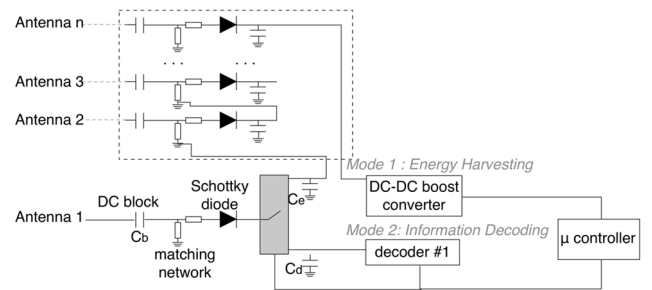 Antenna n
. . . . . .
Antenna 3
Antenna 2
Mode 1 : Energy Harvesting
Schottky
diode
DC block
Ce
DC-DC boost
converter
Antenna 1
Cb
Mode 2: Information Decoding
matching
network
Cd
decoder #1
μ controller